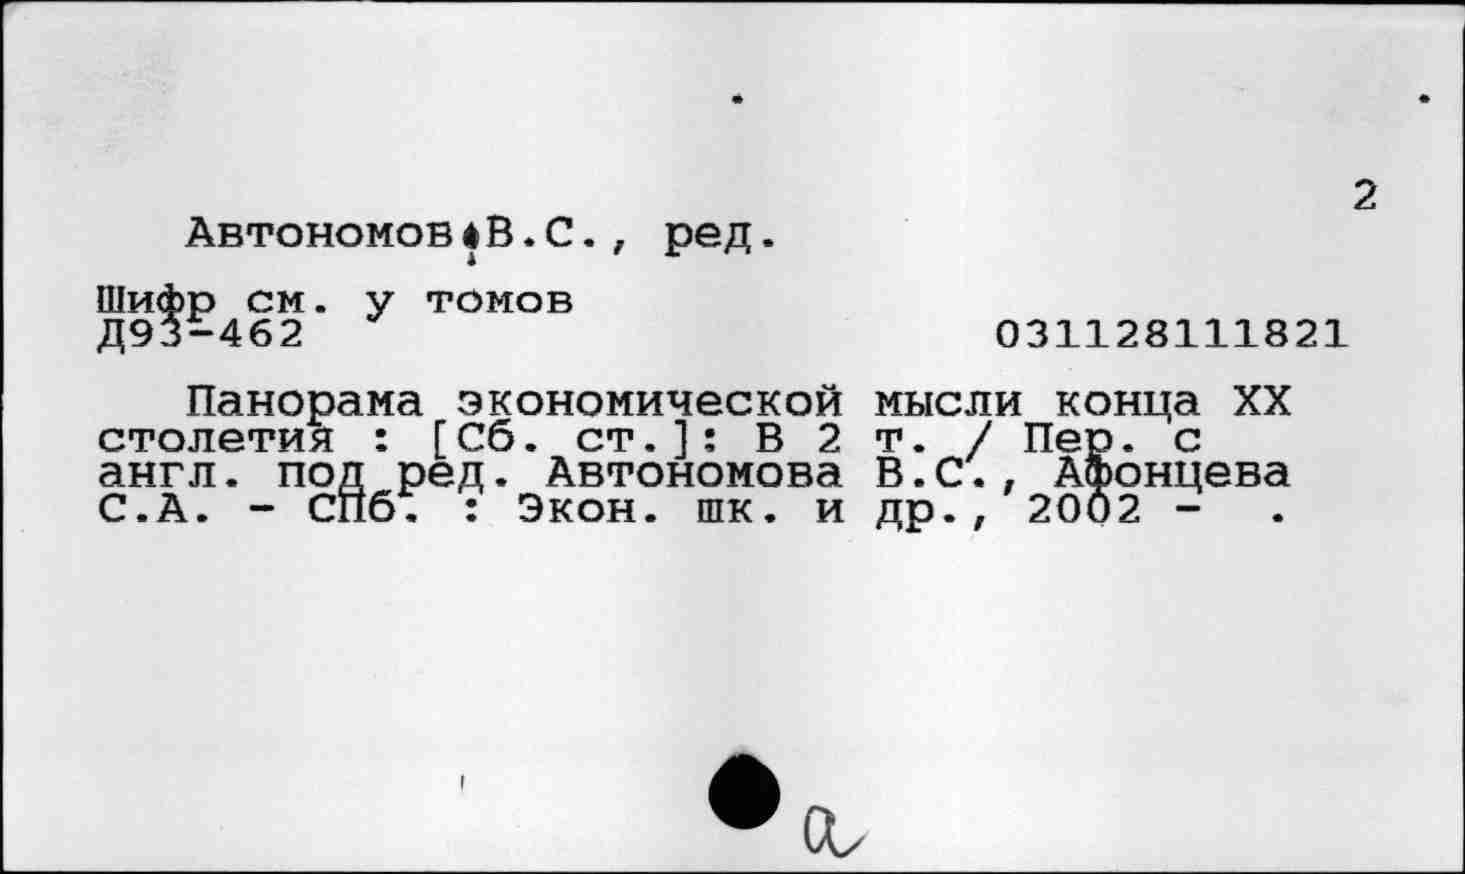 2
Автономов В.С., ред.
Шифр см. у томов
Д93-462 031128111821
Панорама экономической мысли конца XX
столетия : [Сб. ст.]: В 2 т. / Пер. с
англ. под ред. Автономова В.С., Афонцева
С.А. - СПб. : Экон. шк. и др., 2002 - .
а